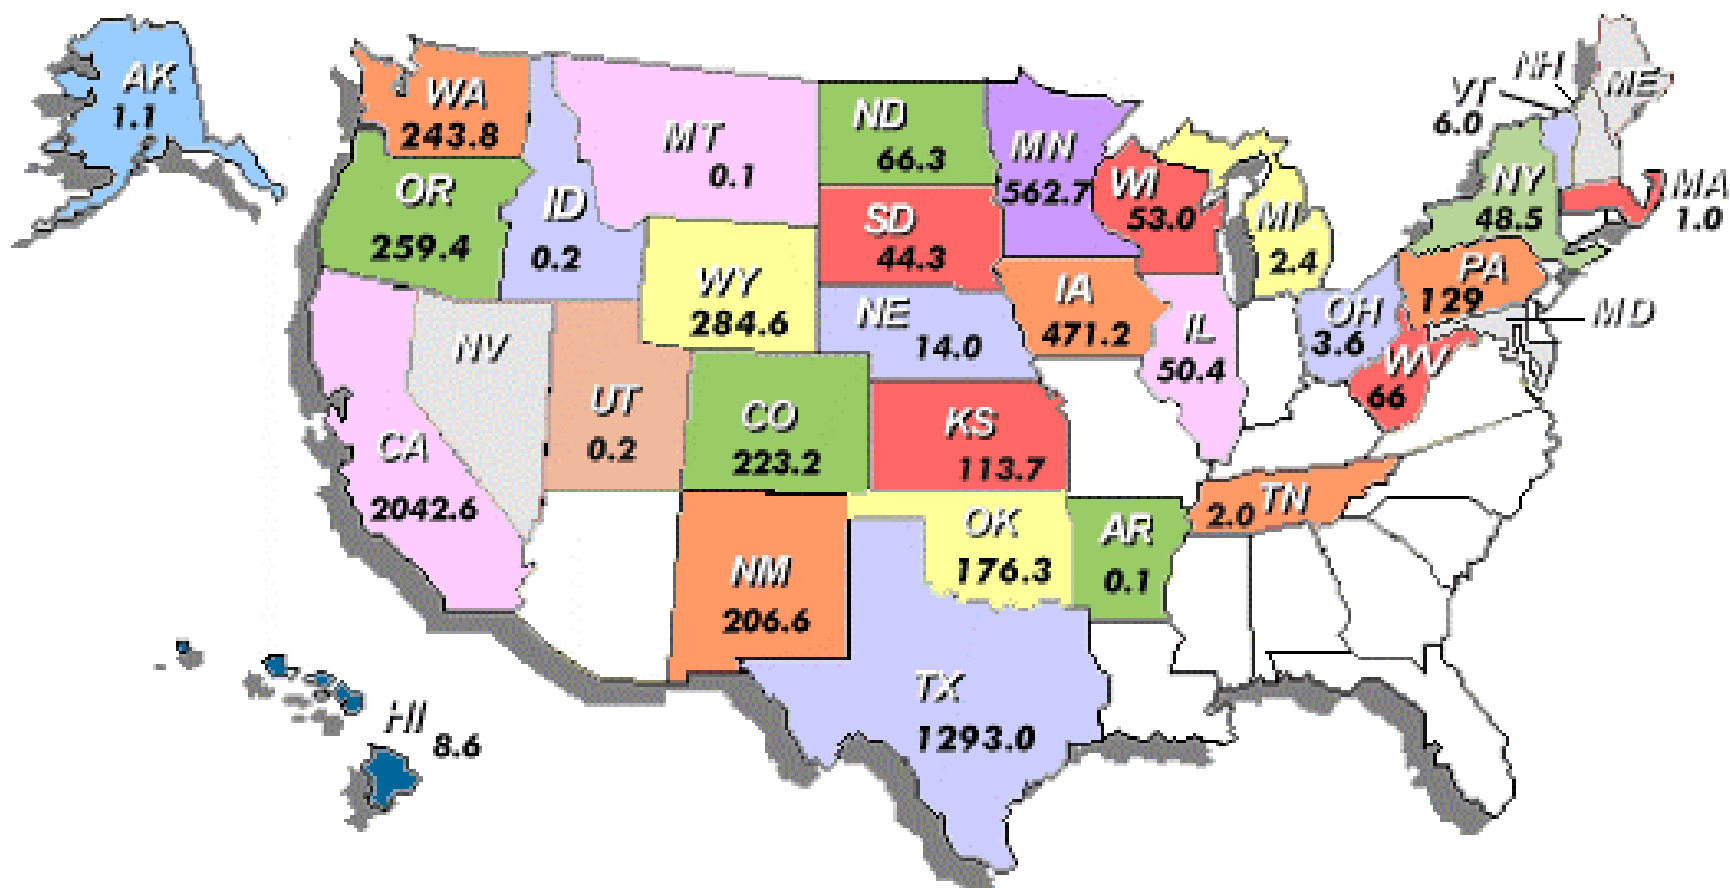 AK
1.1
WA
243.8
OR
259.4
ID
0.2
MT
0.1
ND
66.3
MN
562.7
WI
53.0
MI
2.4
VT
6.0
NH
ME
NY
48.5
MA
1.0
SD
44.3
WY
284.6
NE
14.0
IA
471.2
IL
50.4
OH
3.6
PA
129
MD
WV
66
NV
UT
0.2
CO
223.2
KS
113.7
CA
2042.6
NM
206.6
OK
176.3
AR
0.1
TN
2.0
TX
1293.0
HI
8.6